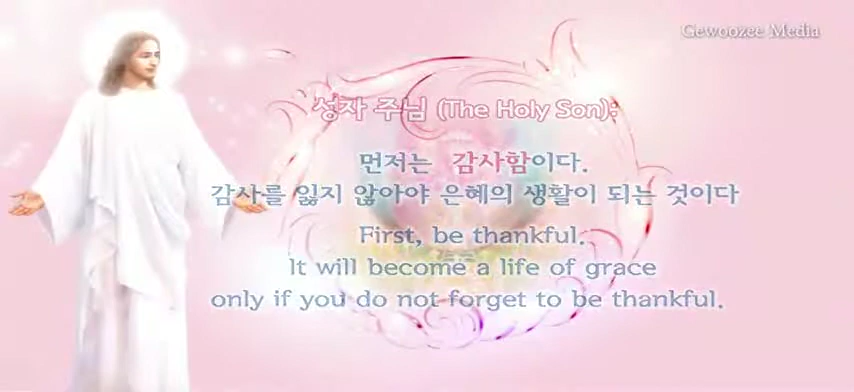 Gewoozee Media
성자 주님 (The Holy Son):
먼저는 감사함이다.
감사를 잃지 않아야 은혜의 생활이 되는 것이다
First, be thankful.
It will become a life of grace
only if you do not forget to be thankful.